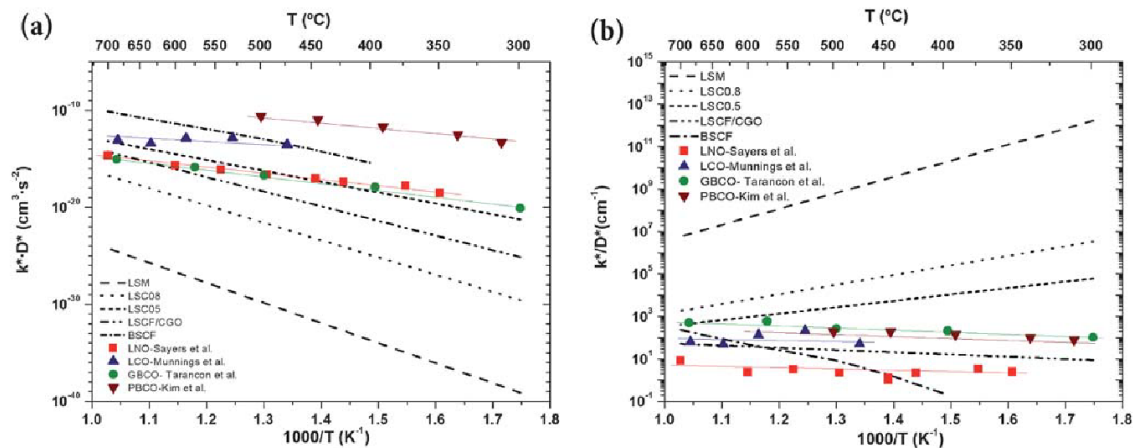 (a)
T (ºC)
700 650 600 550 500 450 400 350 300
10⁻¹⁰
10⁻²⁰
10⁻³⁰
10⁻⁴⁰
k*·D* (cm³·s⁻²)
LSM
LSC08
LSC05
LSCF/CGO
BSCF
LNO-Sayers et al.
LCO-Munnings et al.
GBCO- Tarancon et al.
PBCO-Kim et al.
1.0 1.1 1.2 1.3 1.4 1.5 1.6 1.7 1.8
1000/T (K⁻¹)
(b)
T (ºC)
700 650 600 550 500 450 400 350 300
10¹⁵
10¹³
10¹¹
10⁹
10⁷
10⁵
10³
10¹
10⁻¹
k*/D* (cm⁻¹)
LSM
LSC0.8
LSC0.5
LSCF/CGO
BSCF
LNO-Sayers et al.
LCO-Munnings et al.
GBCO- Tarancon et al.
PBCO-Kim et al.
1.0 1.1 1.2 1.3 1.4 1.5 1.6 1.7 1.8
1000/T (K⁻¹)